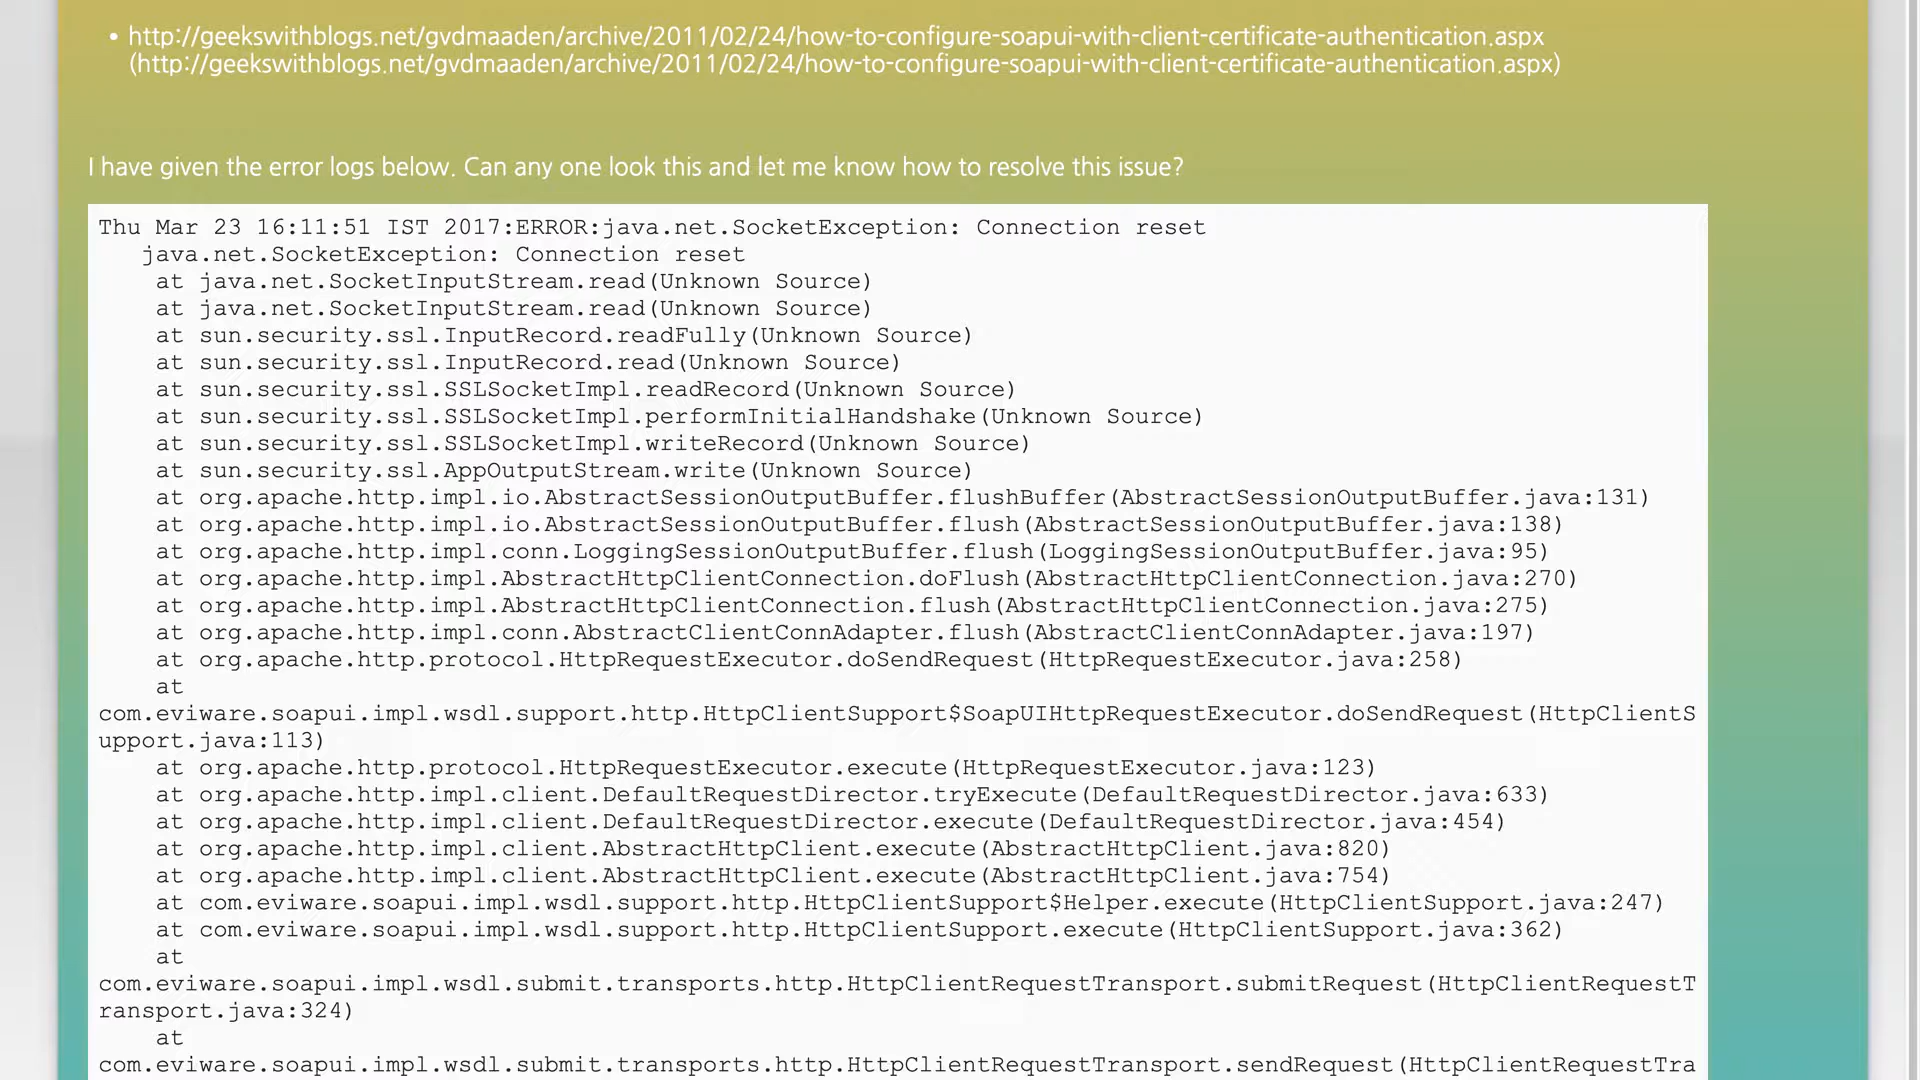 • http://geekswithblogs.net/gvdmaaden/archive/2011/02/24/how-to-configure-soapui-with-client-certificate-authentication.aspx
(http://geekswithblogs.net/gvdmaaden/archive/2011/02/24/how-to-configure-soapui-with-client-certificate-authentication.aspx)
I have given the error logs below. Can any one look this and let me know how to resolve this issue?
Thu Mar 23 16:11:51 IST 2017:ERROR:java.net.SocketException: Connection reset
java.net.SocketException: Connection reset
at java.net.SocketInputStream.read(Unknown Source)
at java.net.SocketInputStream.read(Unknown Source)
at sun.security.ssl.InputRecord.readFully(Unknown Source)
at sun.security.ssl.InputRecord.read(Unknown Source)
at sun.security.ssl.SSLSocketImpl.readRecord(Unknown Source)
at sun.security.ssl.SSLSocketImpl.performInitialHandshake(Unknown Source)
at sun.security.ssl.SSLSocketImpl.writeRecord(Unknown Source)
at sun.security.ssl.AppOutputStream.write(Unknown Source)
at org.apache.http.impl.io.AbstractSessionOutputBuffer.flushBuffer(AbstractSessionOutputBuffer.java:131)
at org.apache.http.impl.io.AbstractSessionOutputBuffer.flush(AbstractSessionOutputBuffer.java:138)
at org.apache.http.impl.conn.LoggingSessionOutputBuffer.flush(LoggingSessionOutputBuffer.java:95)
at org.apache.http.impl.AbstractHttpClientConnection.doFlush(AbstractHttpClientConnection.java:270)
at org.apache.http.impl.AbstractHttpClientConnection.flush(AbstractHttpClientConnection.java:275)
at org.apache.http.impl.conn.AbstractClientConnAdapter.flush(AbstractClientConnAdapter.java:197)
at org.apache.http.protocol.HttpRequestExecutor.doSendRequest(HttpRequestExecutor.java:258)
at
com.eviware.soapui.impl.wsdl.support.http.HttpClientSupport$SoapUIHttpRequestExecutor.doSendRequest(HttpClientS
upport.java:113)
at org.apache.http.protocol.HttpRequestExecutor.execute(HttpRequestExecutor.java:123)
at org.apache.http.impl.client.DefaultRequestDirector.tryExecute(DefaultRequestDirector.java:633)
at org.apache.http.impl.client.DefaultRequestDirector.execute(DefaultRequestDirector.java:454)
at org.apache.http.impl.client.AbstractHttpClient.execute(AbstractHttpClient.java:820)
at org.apache.http.impl.client.AbstractHttpClient.execute(AbstractHttpClient.java:754)
at com.eviware.soapui.impl.wsdl.support.http.HttpClientSupport$Helper.execute(HttpClientSupport.java:247)
at com.eviware.soapui.impl.wsdl.support.http.HttpClientSupport.execute(HttpClientSupport.java:362)
at
com.eviware.soapui.impl.wsdl.submit.transports.http.HttpClientRequestTransport.submitRequest(HttpClientRequestT
ransport.java:324)
at
com.eviware.soapui.impl.wsdl.submit.transports.http.HttpClientRequestTransport.sendRequest(HttpClientRequestTra